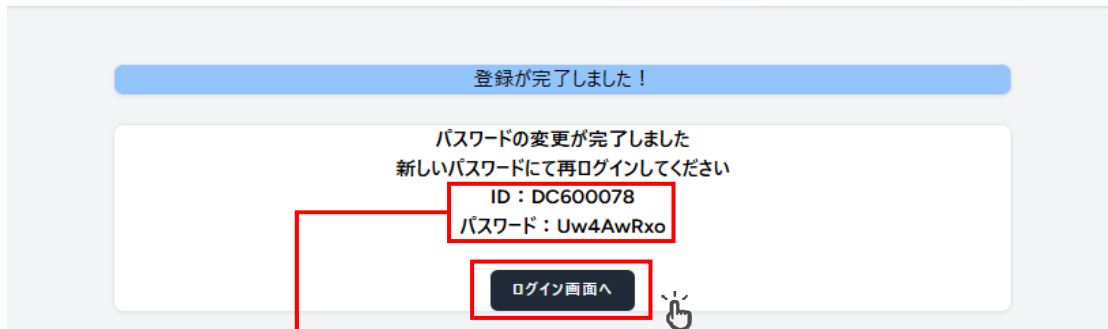 登録が完了しました！
パスワードの変更が完了しました
新しいパスワードにて再ログインしてください
ID：DC600078
パスワード：Uw4AwRxo
ログイン画面へ